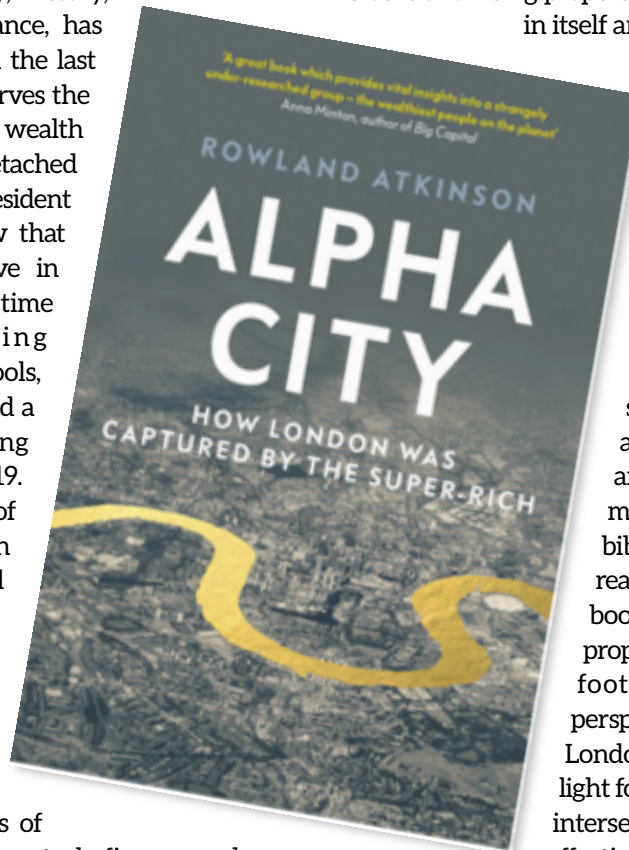 ance, has
in itself a
the last
rves the
wealth
etached
esident
that
ve in
time
ing
ols,
d a
ng
19.
of
'A great book which provides vital insights into a strangely
under-researched group – the wealthiest people on the planet'
Anna Minton, author of Big Capital
ROWLAND ATKINSON
ALPHA
CITY
HOW LONDON WAS
CAPTURED BY THE SUPER-RICH
s
a
a
m
bib
rea
boo
prop
foot
persp
Londo
light fo
interse
s of